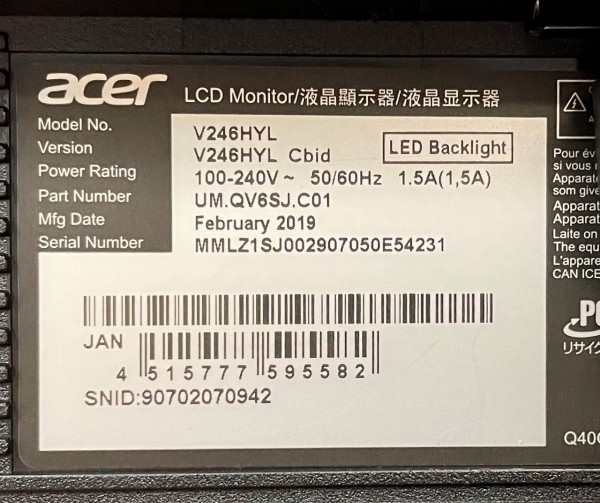 acer LCD Monitor/液晶顯示器/液晶显示器
Model No. V246HYL
Version V246HYL Cbid LED Backlight
Power Rating 100-240V ~ 50/60Hz 1.5A(1,5A)
Part Number UM.QV6SJ.C01
Mfg Date February 2019
Serial Number MMLZ1SJ002907050E54231
JAN
4 515777 595582
SNID:90702070942
Pour év
si vous
Apparate
som give
Apparat
Apparat
Laite on
The equ
L'appare
CAN ICE
PC
リサイク
Q40